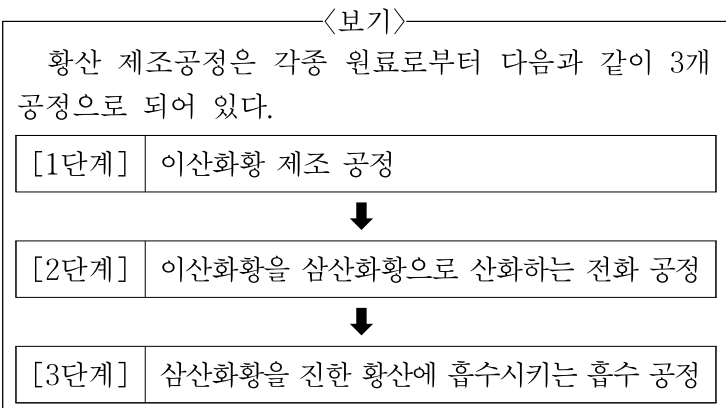 〈보기〉
황산 제조공정은 각종 원료로부터 다음과 같이 3개
공정으로 되어 있다.
[1단계] 이산화황 제조 공정
[2단계] 이산화황을 삼산화황으로 산화하는 전화 공정
[3단계] 삼산화황을 진한 황산에 흡수시키는 흡수 공정